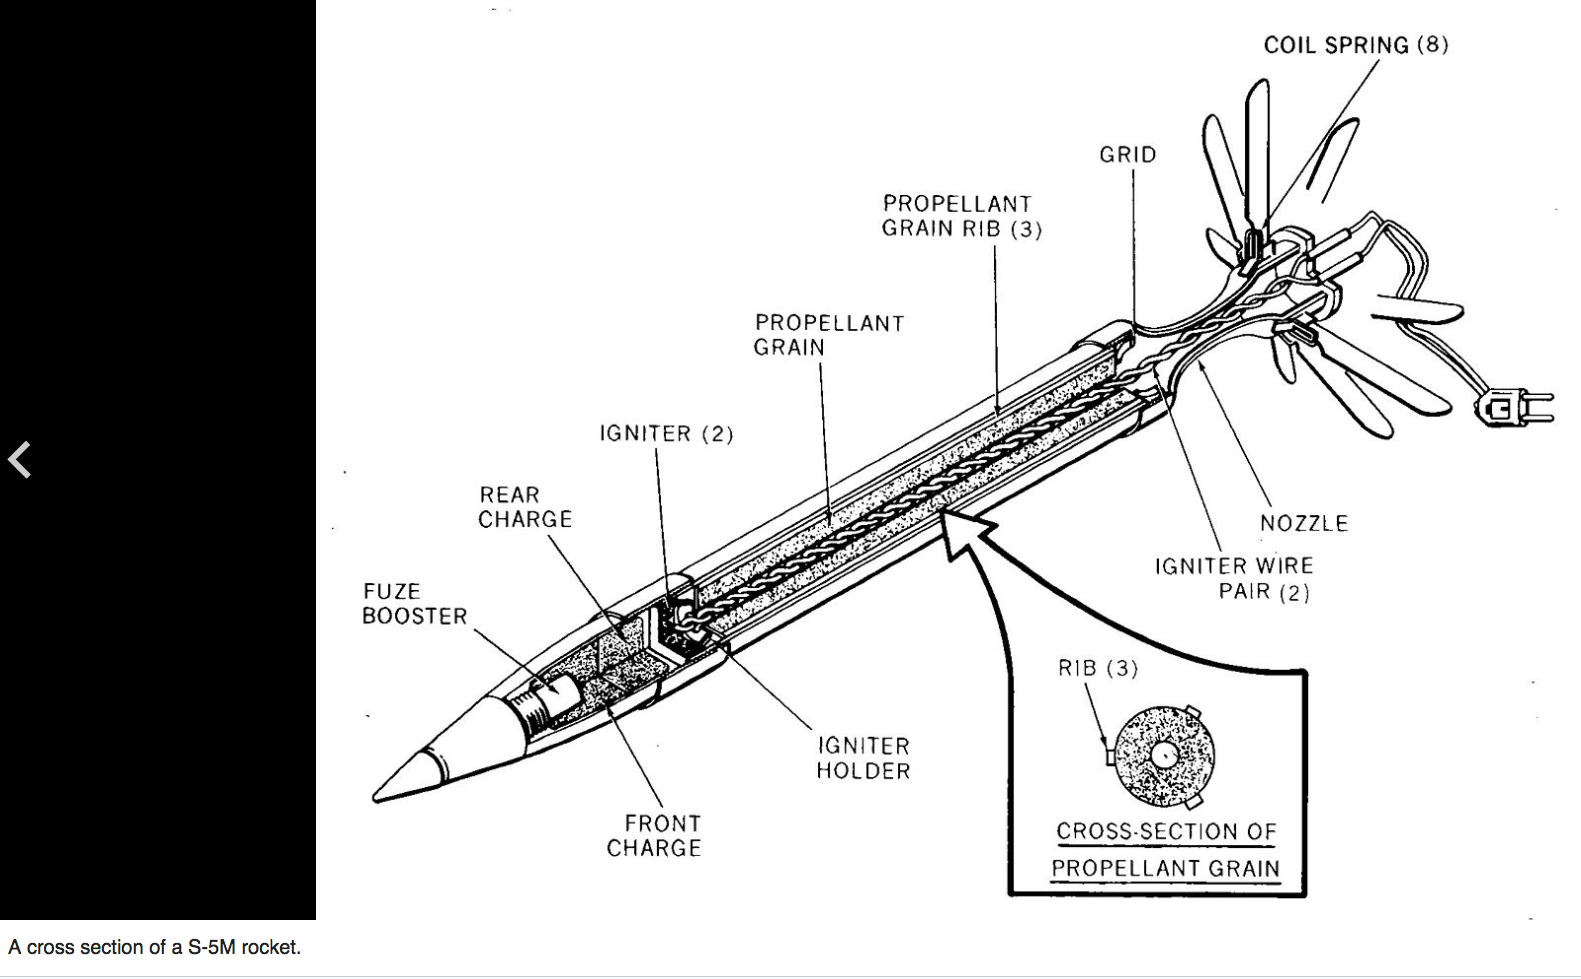 COIL SPRING (8)
GRID
PROPELLANT
GRAIN RIB (3)
PROPELLANT
GRAIN
IGNITER (2)
REAR
CHARGE
FUZE
BOOSTER
NOZZLE
IGNITER WIRE
PAIR (2)
RIB (3)
IGNITER
HOLDER
FRONT
CHARGE
CROSS-SECTION OF
PROPELLANT GRAIN
A cross section of a S-5M rocket.